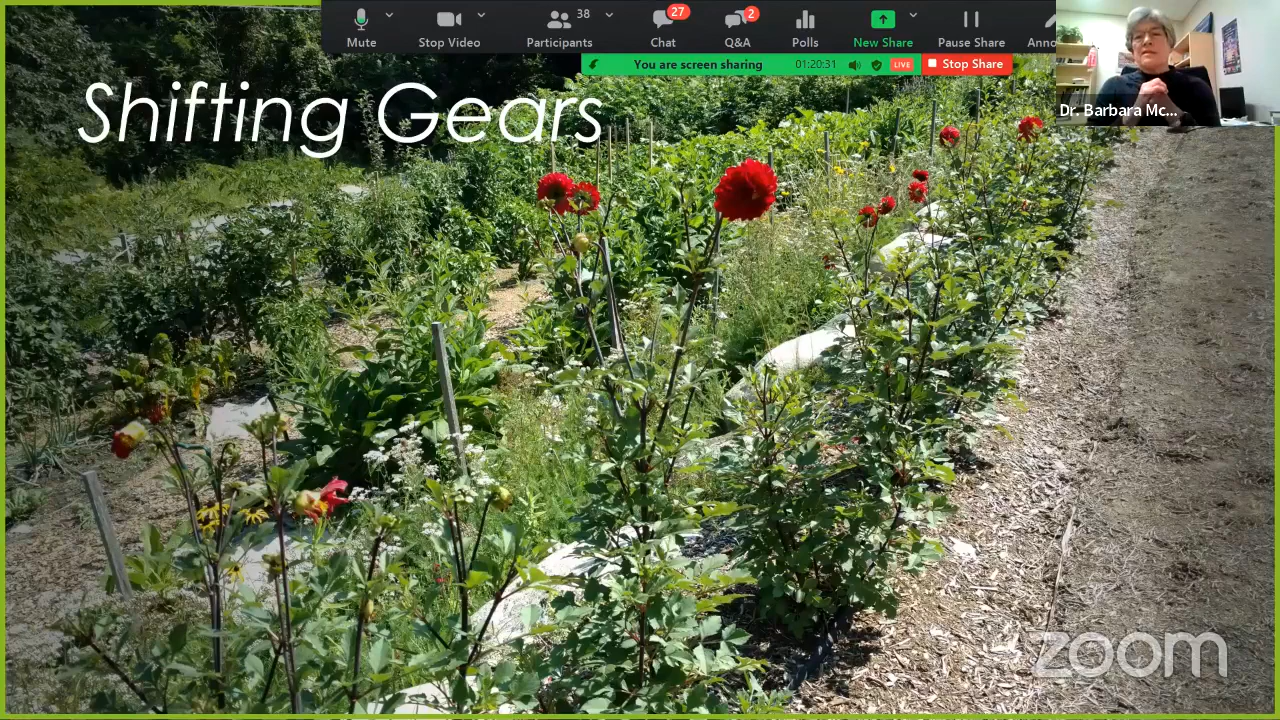 38
27
2
Mute
Stop Video
Participants
Chat
Q&A
Polls
New Share
Pause Share
Anno
You are screen sharing
01:20:31
LIVE
Stop Share
Dr. Barbara Mc...
Shifting Gears
zoom